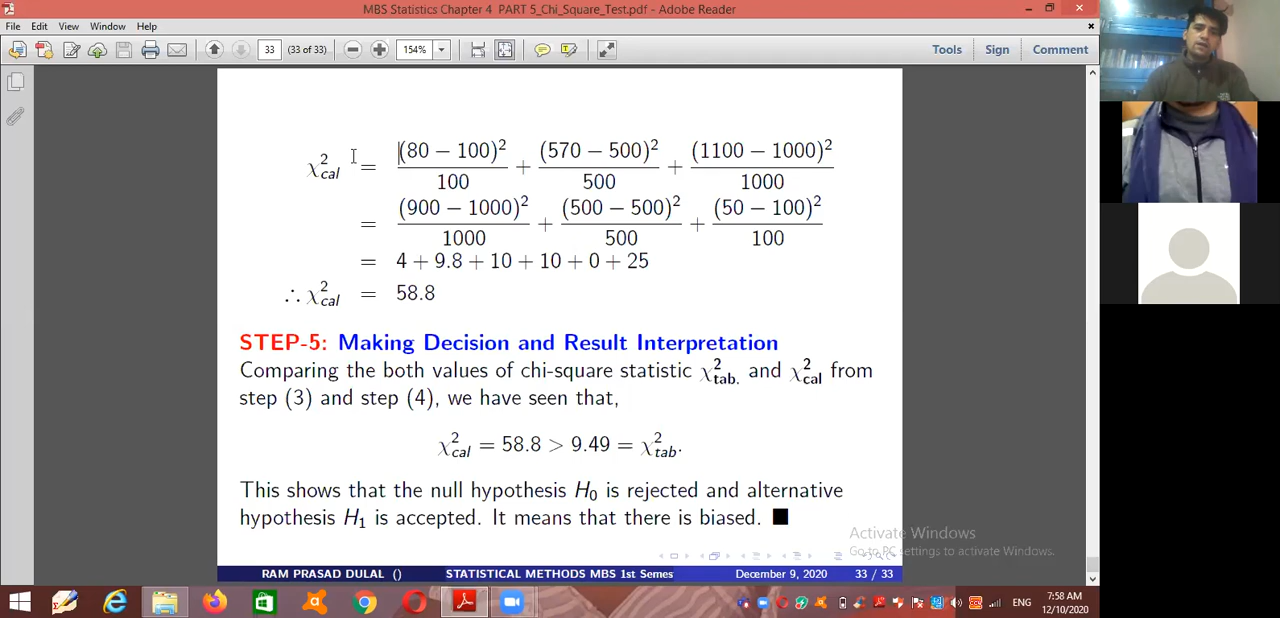 MBS Statistics Chapter 4 PART 5_Chi_Square_Test.pdf - Adobe Reader
File Edit View Window Help
33 (33 of 33) 154% Tools Sign Comment
χ²cal = (80 − 100)²/100 + (570 − 500)²/500 + (1100 − 1000)²/1000
= (900 − 1000)²/1000 + (500 − 500)²/500 + (50 − 100)²/100
= 4 + 9.8 + 10 + 10 + 0 + 25
∴ χ²cal = 58.8
STEP-5: Making Decision and Result Interpretation
Comparing the both values of chi-square statistic χ²tab, and χ²cal from
step (3) and step (4), we have seen that,
χ²cal = 58.8 > 9.49 = χ²tab.
This shows that the null hypothesis H₀ is rejected and alternative
hypothesis H₁ is accepted. It means that there is biased. ■
Activate Windows
Go to PC settings to activate Windows.
RAM PRASAD DULAL () STATISTICAL METHODS MBS 1st Semes December 9, 2020 33 / 33
ENG 7:58 AM
12/10/2020